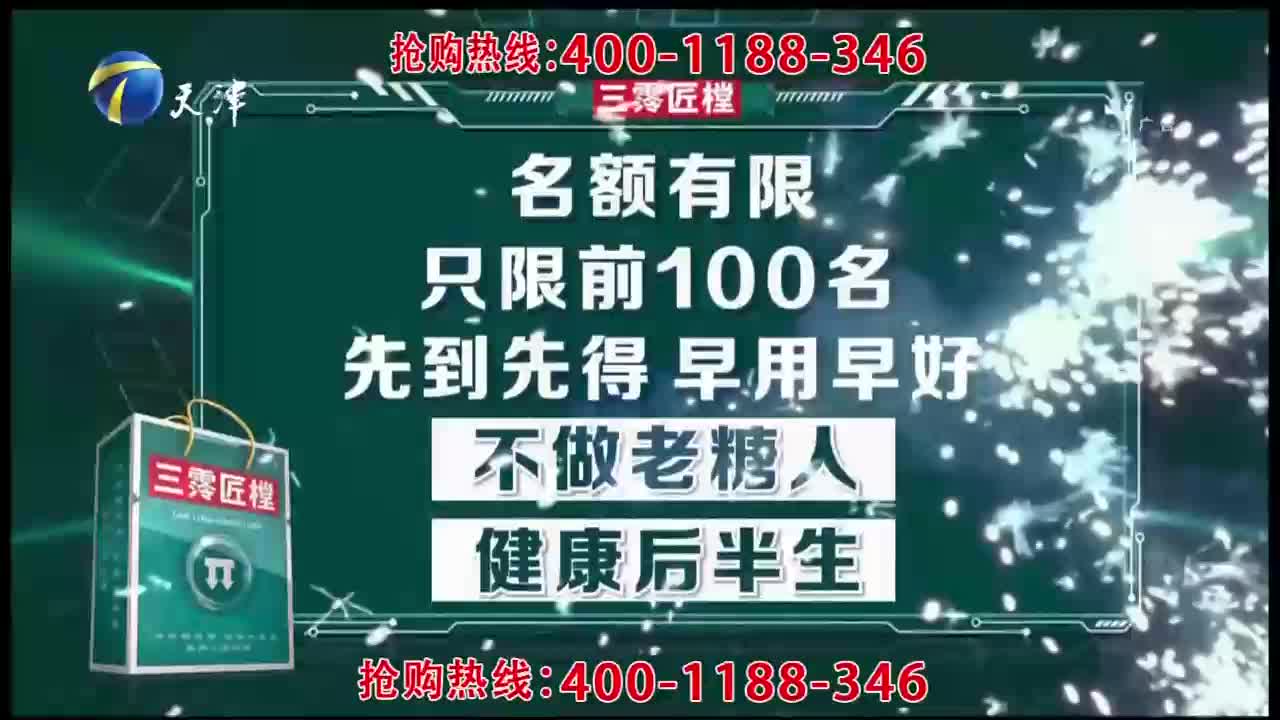 抢购热线:400-1188-346
天津
三零匠樘
广告
名额有限
只限前100名
先到先得 早用早好
不做老糖人
健康后半生
三零匠樘
抢购热线:400-1188-346